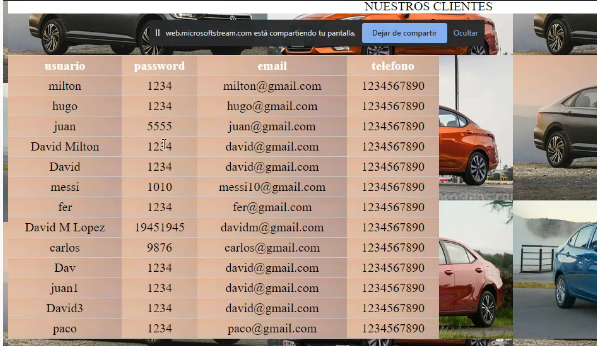 NUESTROS CLIENTES
web.microsoftstream.com está compartiendo tu pantalla. Dejar de compartir Ocultar
usuario password email telefono
milton 1234 milton@gmail.com 1234567890
hugo 1234 hugo@gmail.com 1234567890
juan 5555 juan@gmail.com 1234567890
David Milton 1234 david@gmail.com 1234567890
David 1234 david@gmail.com 1234567890
messi 1010 messi10@gmail.com 1234567890
fer 1234 fer@gmail.com 1234567890
David M Lopez 19451945 davidm@gmail.com 1234567890
carlos 9876 carlos@gmail.com 1234567890
Dav 1234 david@gmail.com 1234567890
juan1 1234 david@gmail.com 1234567890
David3 1234 david@gmail.com 1234567890
paco 1234 paco@gmail.com 1234567890